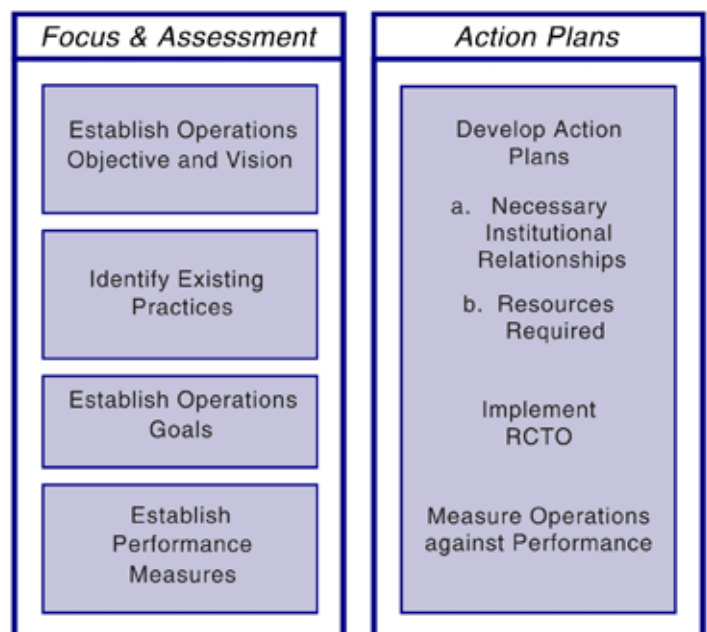 Focus & Assessment
Establish Operations
Objective and Vision
Identify Existing
Practices
Establish Operations
Goals
Establish
Performance
Measures
Action Plans
Develop Action
Plans
a. Necessary
Institutional
Relationships
b. Resources
Required
Implement
RCTO
Measure Operations
against Performance